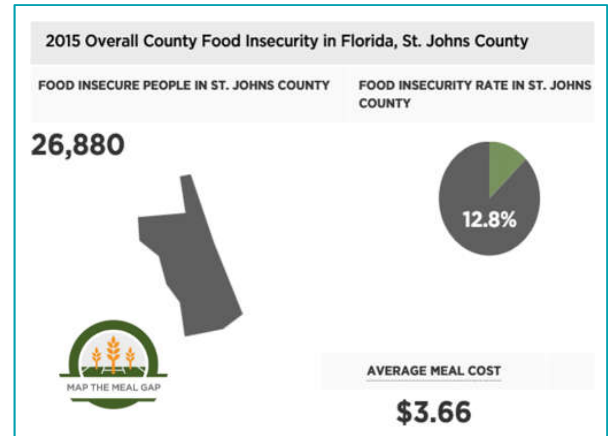 2015 Overall County Food Insecurity in Florida, St. Johns County
FOOD INSECURE PEOPLE IN ST. JOHNS COUNTY
26,880
FOOD INSECURITY RATE IN ST. JOHNS
COUNTY
12.8%
MAP THE MEAL GAP
AVERAGE MEAL COST
$3.66